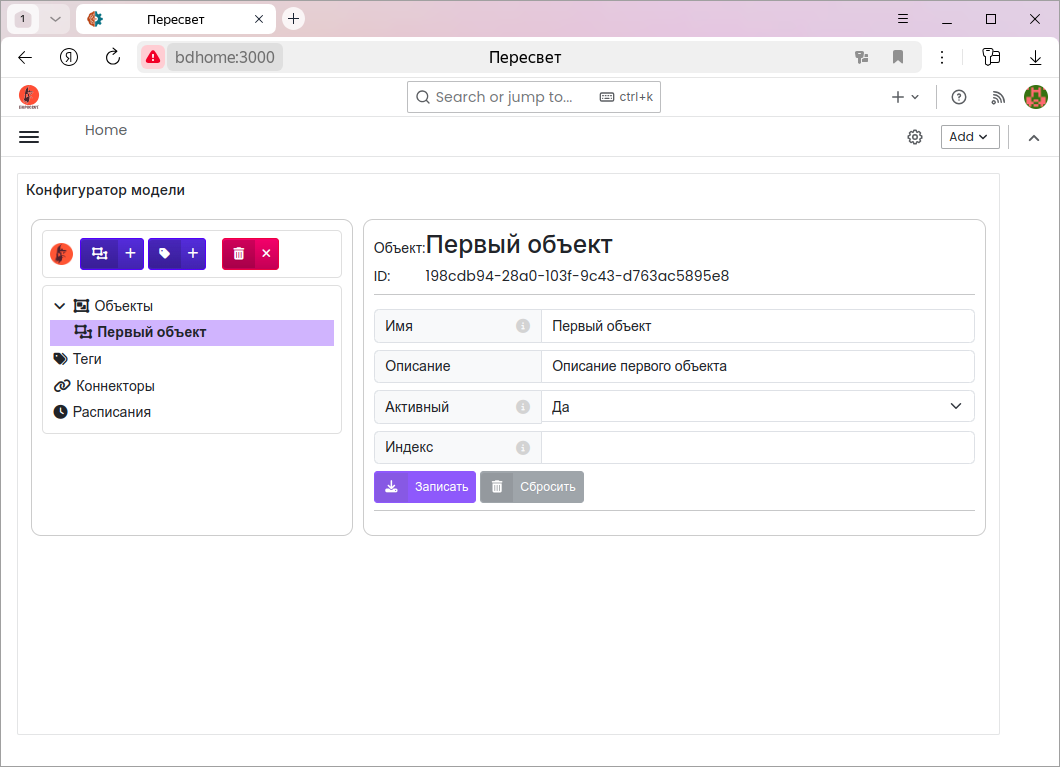 1 Пересвет
Я bdhome:3000 Пересвет
Search or jump to... ctrl+k
Home
Add
Конфигуратор модели
Объекты
Первый объект
Теги
Коннекторы
Расписания
Объект:Первый объект
ID: 198cdb94-28a0-103f-9c43-d763ac5895e8
Имя Первый объект
Описание Описание первого объекта
Активный Да
Индекс
Записать Сбросить